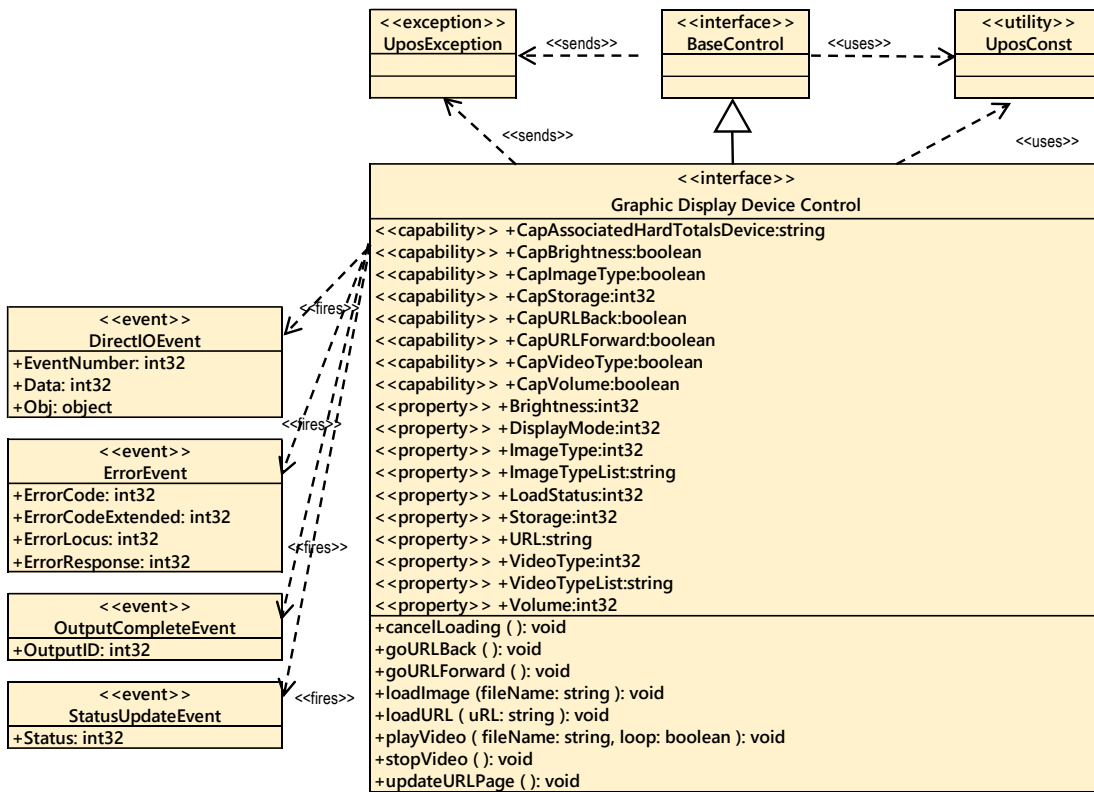 <<exception>>
UposException
<<sends>>
<<interface>>
BaseControl
<<uses>>
<<utility>>
UposConst
<<sends>>
<<uses>>
<<interface>>
Graphic Display Device Control
<<capability>> +CapAssociatedHardTotalsDevice:string
<<capability>> +CapBrightness:boolean
<<capability>> +CapImageType:boolean
<<capability>> +CapStorage:int32
<<capability>> +CapURLBack:boolean
<<capability>> +CapURLForward:boolean
<<capability>> +CapVideoType:boolean
<<capability>> +CapVolume:boolean
<<property>> +Brightness:int32
<<property>> +DisplayMode:int32
<<property>> +ImageType:int32
<<property>> +ImageTypeList:string
<<property>> +LoadStatus:int32
<<property>> +Storage:int32
<<property>> +URL:string
<<property>> +VideoType:int32
<<property>> +VideoTypeList:string
<<property>> +Volume:int32
+cancelLoading ( ): void
+goURLBack ( ): void
+goURLForward ( ): void
+loadImage (fileName: string ): void
+loadURL ( uRL: string ): void
+playVideo ( fileName: string, loop: boolean ): void
+stopVideo ( ): void
+updateURLPage ( ): void
<<fires>>
<<event>>
DirectIOEvent
+EventNumber: int32
+Data: int32
+Obj: object
<<fires>>
<<event>>
ErrorEvent
+ErrorCode: int32
+ErrorCodeExtended: int32
+ErrorLocus: int32
+ErrorResponse: int32
<<fires>>
<<event>>
OutputCompleteEvent
+OutputID: int32
<<fires>>
<<event>>
StatusUpdateEvent
+Status: int32